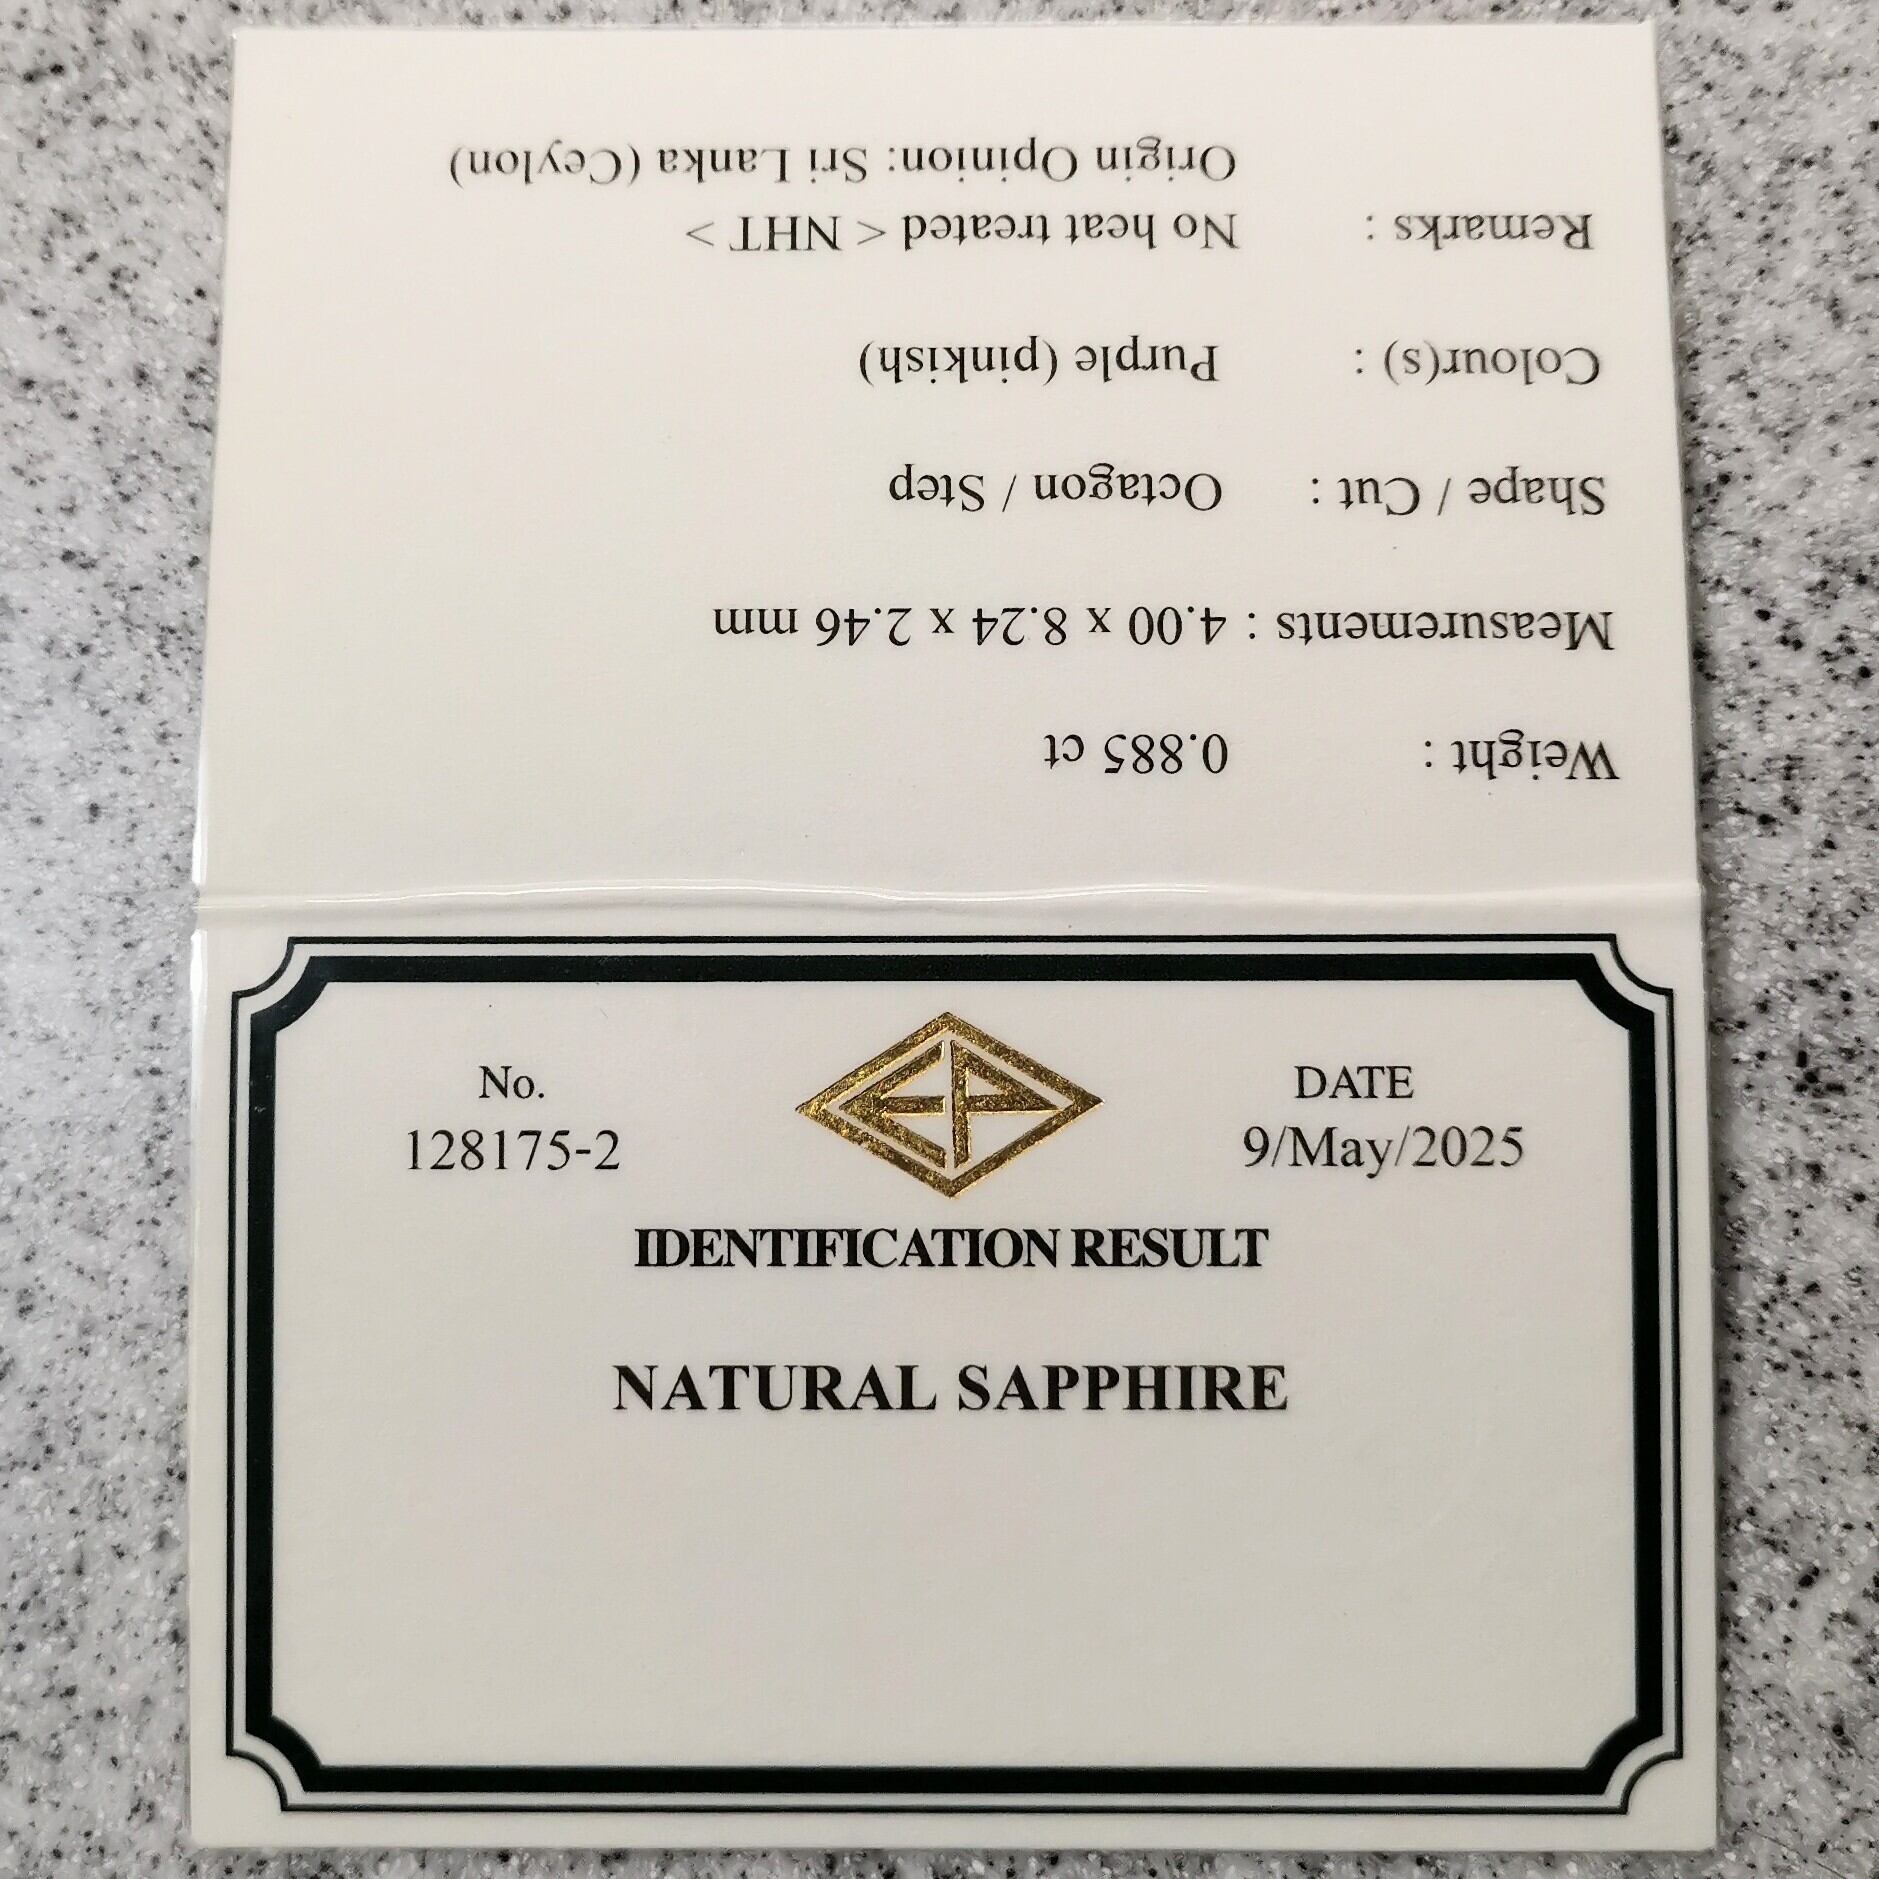 No.
128175-2
EP
DATE
9/May/2025
IDENTIFICATION RESULT
NATURAL SAPPHIRE
Weight : 0.885 ct
Measurements : 4.00 x 8.24 x 2.46 mm
Shape / Cut : Octagon / Step
Colour(s) : Purple (pinkish)
Remarks : No heat treated < NHT >
Origin Opinion: Sri Lanka (Ceylon)